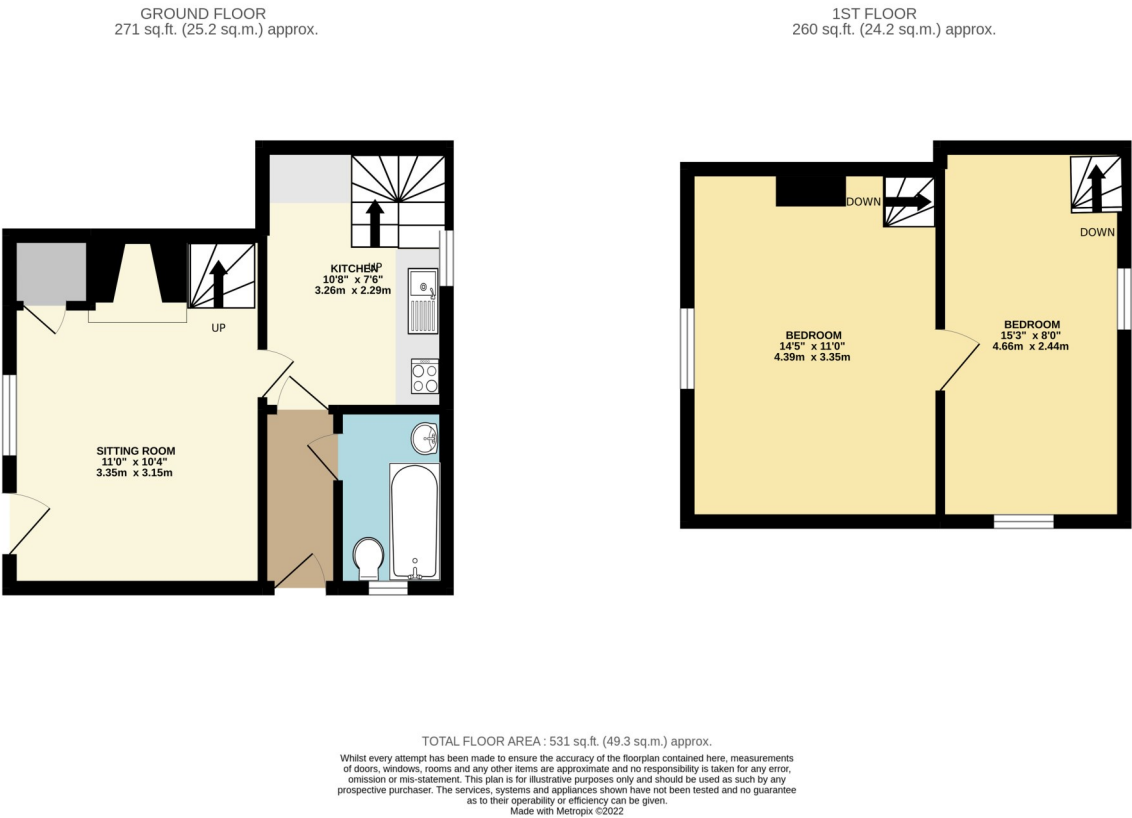 GROUND FLOOR
271 sq.ft. (25.2 sq.m.) approx.
1ST FLOOR
260 sq.ft. (24.2 sq.m.) approx.
UP
KITCHEN
10'8" x 7'6"
3.26m x 2.29m
UP
SITTING ROOM
11'0" x 10'4"
3.35m x 3.15m
DOWN
DOWN
BEDROOM
14'5" x 11'0"
4.39m x 3.35m
BEDROOM
15'3" x 8'0"
4.66m x 2.44m
TOTAL FLOOR AREA : 531 sq.ft. (49.3 sq.m.) approx.
Whilst every attempt has been made to ensure the accuracy of the floorplan contained here, measurements
of doors, windows, rooms and any other items are approximate and no responsibility is taken for any error,
omission or mis-statement. This plan is for illustrative purposes only and should be used as such by any
prospective purchaser. The services, systems and appliances shown have not been tested and no guarantee
as to their operability or efficiency can be given.
Made with Metropix ©2022